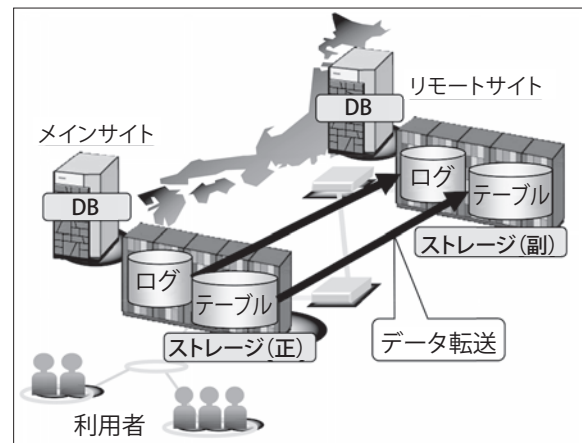 リモートサイト
DB
メインサイト
DB
ログ
テーブル
ストレージ(副)
ログ
テーブル
ストレージ(正)
データ転送
利用者